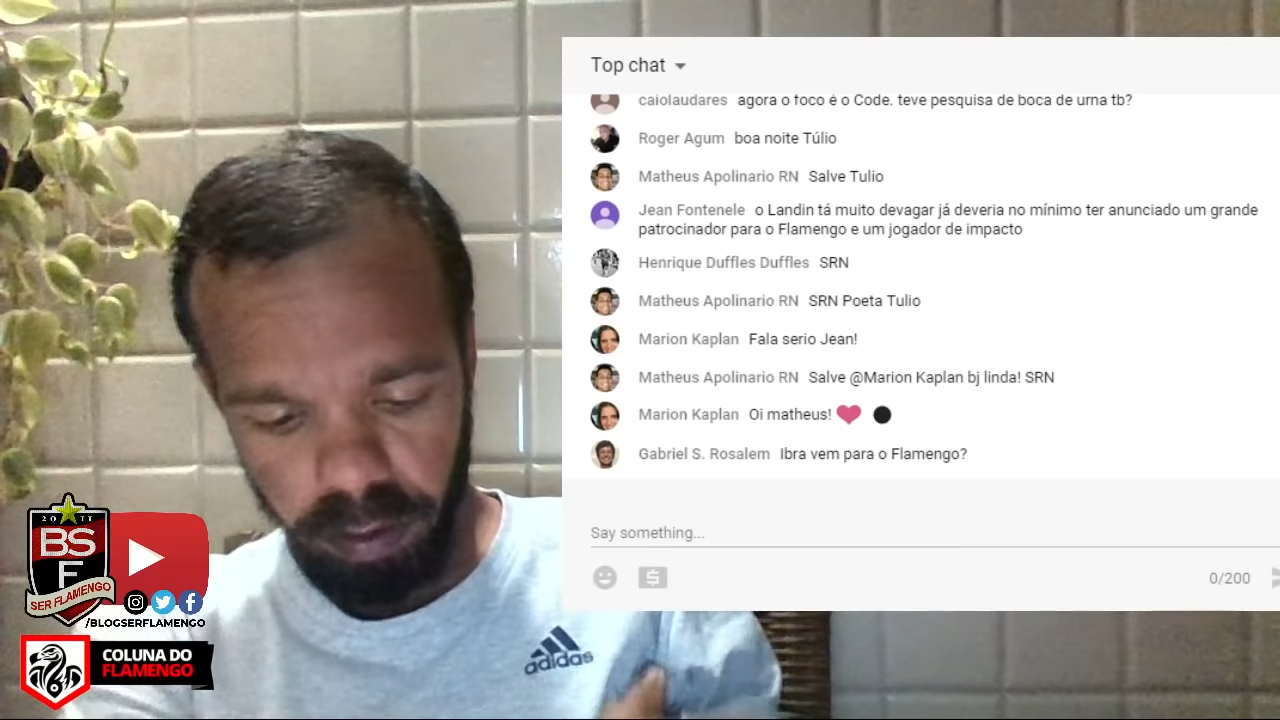 Top chat
caiolaudares agora o foco é o Code. teve pesquisa de boca de urna tb?
Roger Agum boa noite Túlio
Matheus Apolinario RN Salve Tulio
Jean Fontenele o Landin tá muito devagar já deveria no mínimo ter anunciado um grande
patrocinador para o Flamengo e um jogador de impacto
Henrique Duffles Duffles SRN
Matheus Apolinario RN SRN Poeta Tulio
Marion Kaplan Fala serio Jean!
Matheus Apolinario RN Salve @Marion Kaplan bj linda! SRN
Marion Kaplan Oi matheus!
Gabriel S. Rosalem Ibra vem para o Flamengo?
Say something...
0/200
2011
BSF
SER FLAMENGO
/BLOGSERFLAMENGO
COLUNA DO
FLAMENGO
adidas